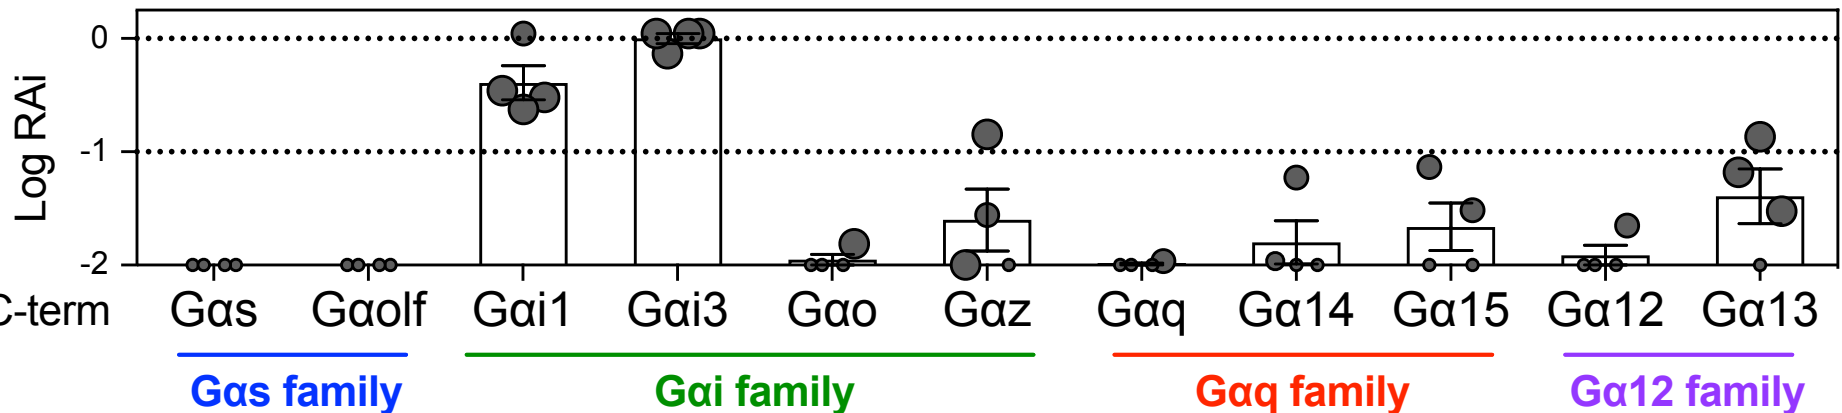 Log RAi
0
-1
-2
C-term Gαs Gαolf Gαi1 Gαi3 Gαo Gαz Gαq Gα14 Gα15 Gα12 Gα13
Gαs family Gαi family Gαq family Gα12 family